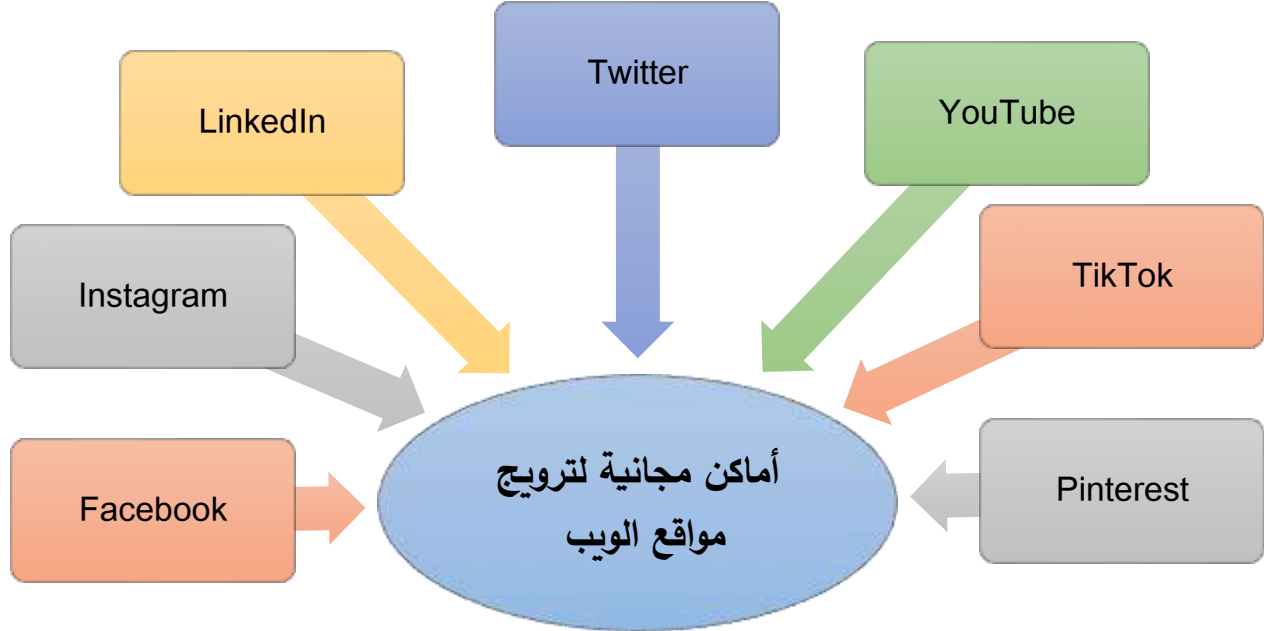 Twitter
LinkedIn
YouTube
Instagram
TikTok
Facebook
Pinterest
أماكن مجانية لترويج
مواقع الويب